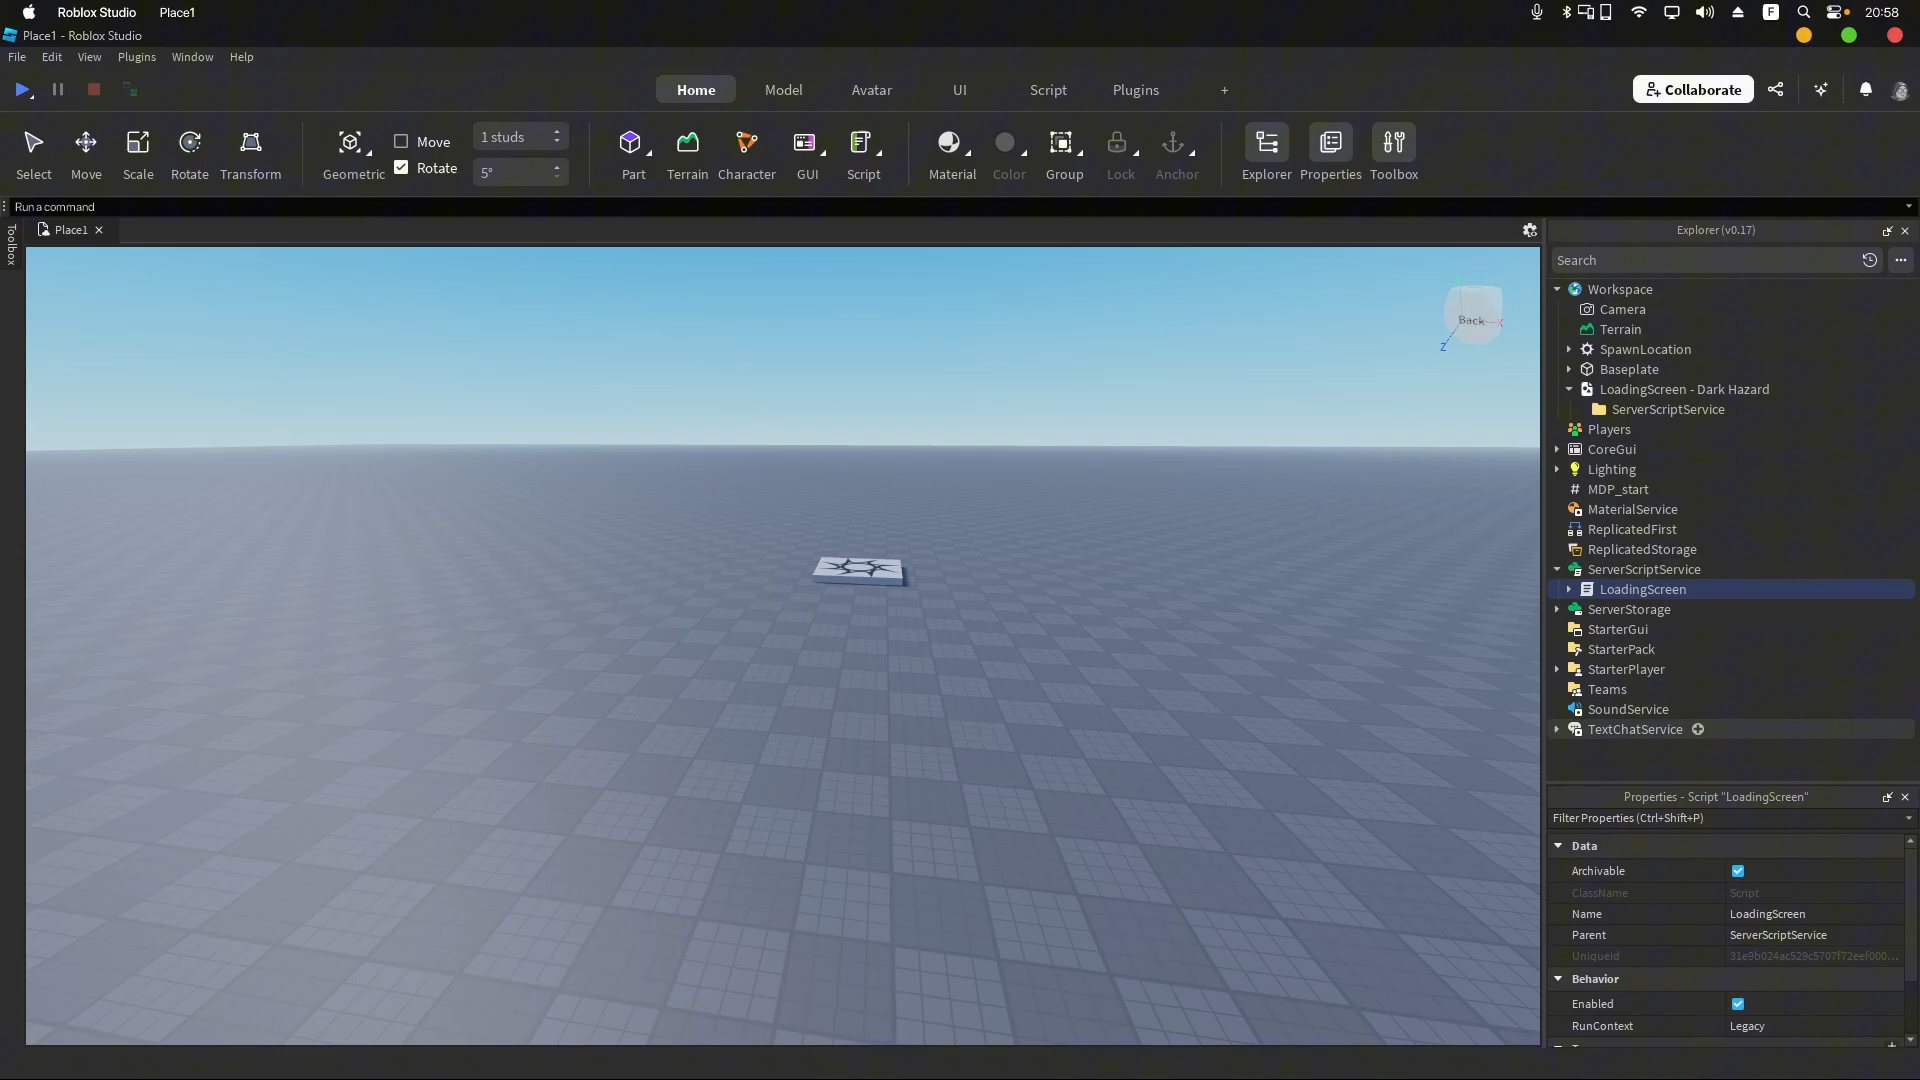 Roblox Studio Place1
F 20:58
Place1 - Roblox Studio
File Edit View Plugins Window Help
Home Model Avatar UI Script Plugins +
Collaborate
Move 1 studs
Rotate 5°
Select Move Scale Rotate Transform Geometric Part Terrain Character GUI Script Material Color Group Lock Anchor Explorer Properties Toolbox
Run a command
Toolbox
Place1
Back
X
Z
Explorer (v0.17)
Search
Workspace
Camera
Terrain
SpawnLocation
Baseplate
LoadingScreen - Dark Hazard
ServerScriptService
Players
CoreGui
Lighting
MDP_start
MaterialService
ReplicatedFirst
ReplicatedStorage
ServerScriptService
LoadingScreen
ServerStorage
StarterGui
StarterPack
StarterPlayer
Teams
SoundService
TextChatService
Properties - Script "LoadingScreen"
Filter Properties (Ctrl+Shift+P)
Data
Archivable
ClassName Script
Name LoadingScreen
Parent ServerScriptService
UniqueId 31e9b024ac529c5707f72eef000...
Behavior
Enabled
RunContext Legacy